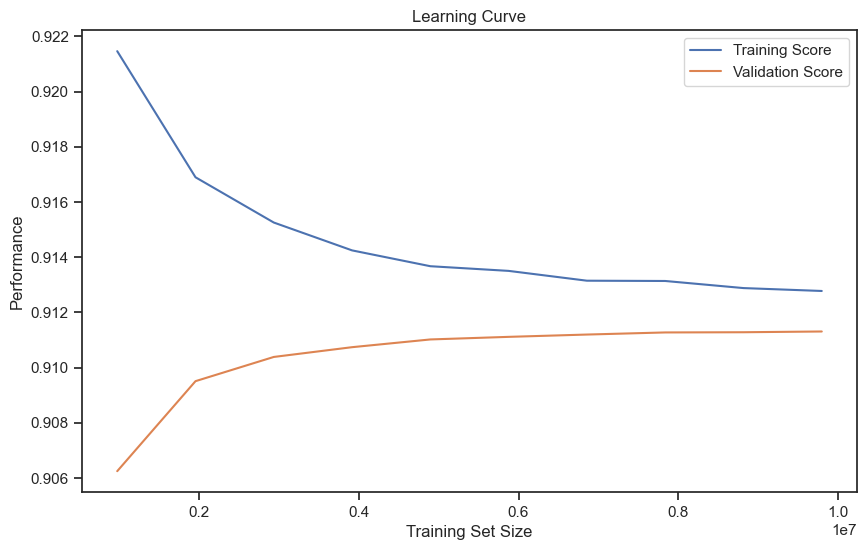 Learning Curve
0.922
0.920
0.918
0.916
0.914
0.912
0.910
0.908
0.906
Performance
Training Score
Validation Score
0.2
0.4
0.6
0.8
1.0
1e7
Training Set Size